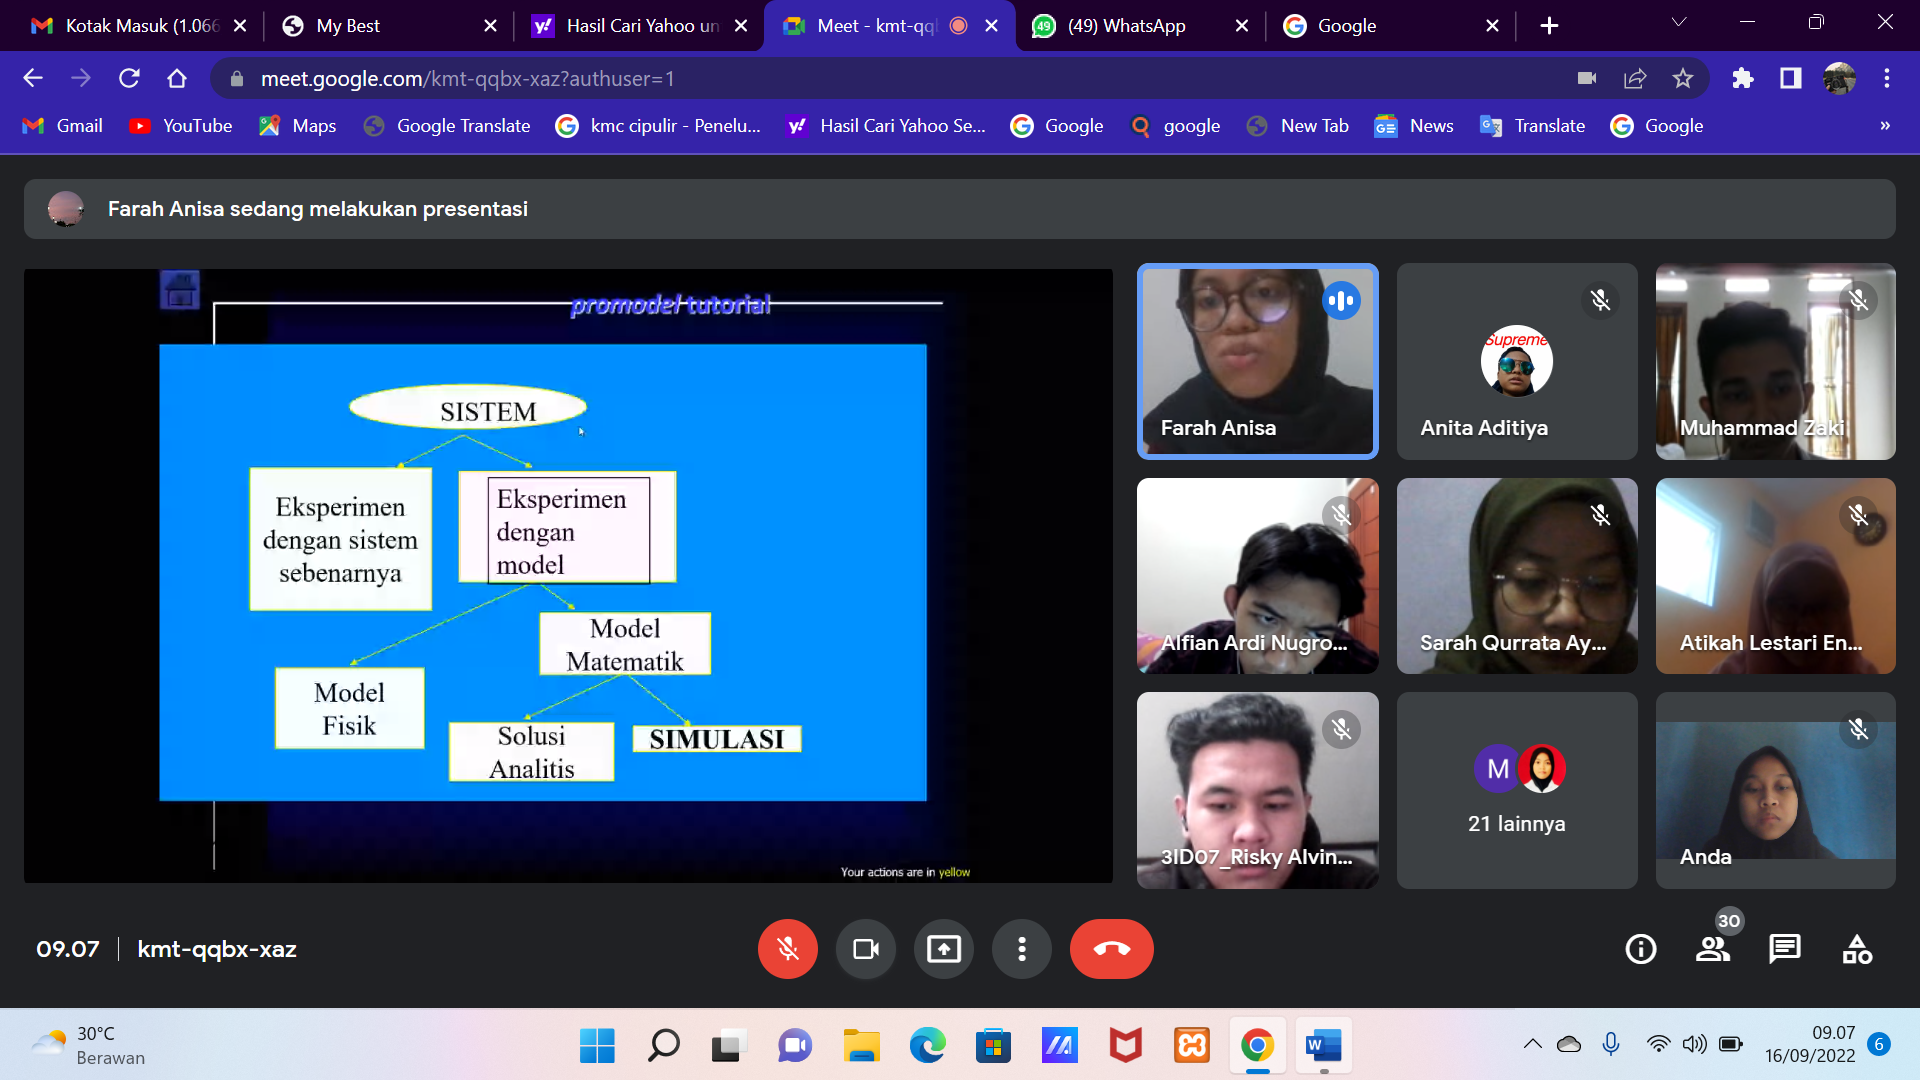 Kotak Masuk (1.066
My Best
Hasil Cari Yahoo un
Meet - kmt-qql
(49) WhatsApp
Google
meet.google.com/kmt-qqbx-xaz?authuser=1
Gmail
YouTube
Maps
Google Translate
kmc cipulir - Penelu...
Hasil Cari Yahoo Se...
Google
google
New Tab
News
Translate
Google
»
Farah Anisa sedang melakukan presentasi
promodel tutorial
SISTEM
Eksperimen
dengan sistem
sebenarnya
Eksperimen
dengan
model
Model
Matematik
Model
Fisik
Solusi
Analitis
SIMULASI
Your actions are in yellow
Farah Anisa
Supreme
Anita Aditiya
Muhammad Zaki
Alfian Ardi Nugro...
Sarah Qurrata Ay...
Atikah Lestari En...
3ID07_Risky Alvin...
M
21 lainnya
Anda
09.07
kmt-qqbx-xaz
30
30°C
Berawan
09.07
16/09/2022
6